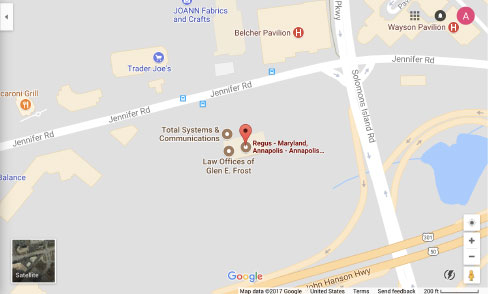 JOANN Fabrics
and Crafts
Pkwy
A
Belcher Pavilion
H
Wayson Pavilion
H
Trader Joe's
Jennifer Rd
Jennifer Rd
caroni Grill
Jennifer Rd
Solomons Island Rd
Total Systems &
Communications
Regus - Maryland,
Annapolis - Annapolis...
Law Offices of
Glen E. Frost
Balance
Satellite
Google
John Hanson Hwy
301
50
Map data ©2017 Google
United States
Terms
Send feedback
200 ft